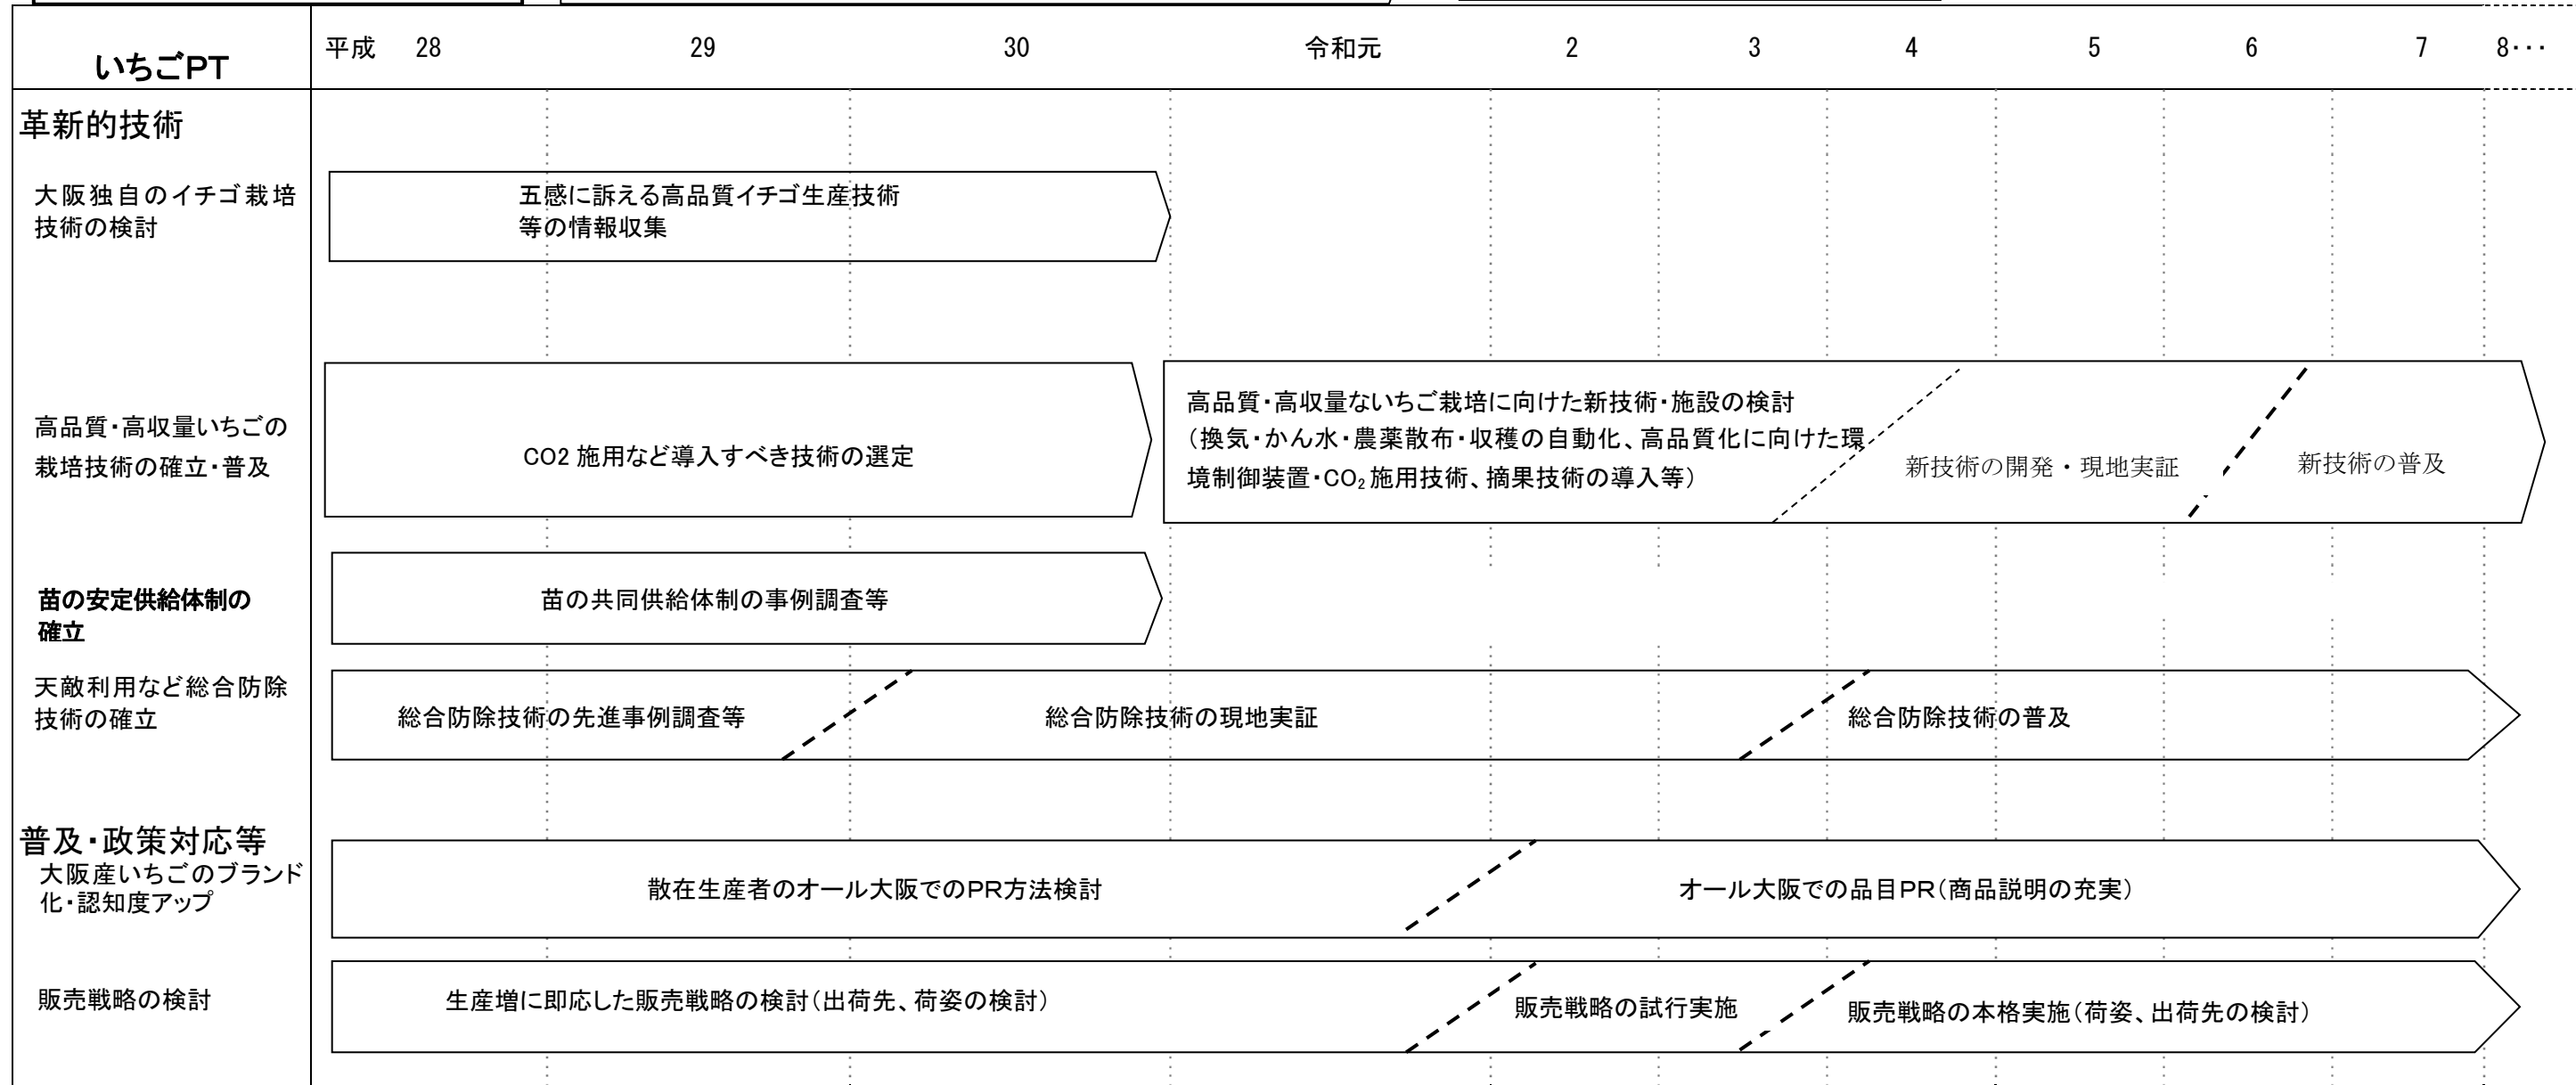 いちごPT
平成 28 29 30 令和元 2 3 4 5 6 7 8・・・
革新的技術
大阪独自のイチゴ栽培
技術の検討
五感に訴える高品質イチゴ生産技術
等の情報収集
高品質・高収量いちごの
栽培技術の確立・普及
CO2 施用など導入すべき技術の選定
高品質・高収量ないちご栽培に向けた新技術・施設の検討
（換気・かん水・農薬散布・収穫の自動化、高品質化に向けた環
境制御装置・CO₂施用技術、摘果技術の導入等）
新技術の開発・現地実証
新技術の普及
苗の安定供給体制の
確立
苗の共同供給体制の事例調査等
天敵利用など総合防除
技術の確立
総合防除技術の先進事例調査等
総合防除技術の現地実証
総合防除技術の普及
普及・政策対応等
大阪産いちごのブランド
化・認知度アップ
散在生産者のオール大阪でのPR方法検討
オール大阪での品目PR（商品説明の充実）
販売戦略の検討
生産増に即応した販売戦略の検討（出荷先、荷姿の検討）
販売戦略の試行実施
販売戦略の本格実施（荷姿、出荷先の検討）